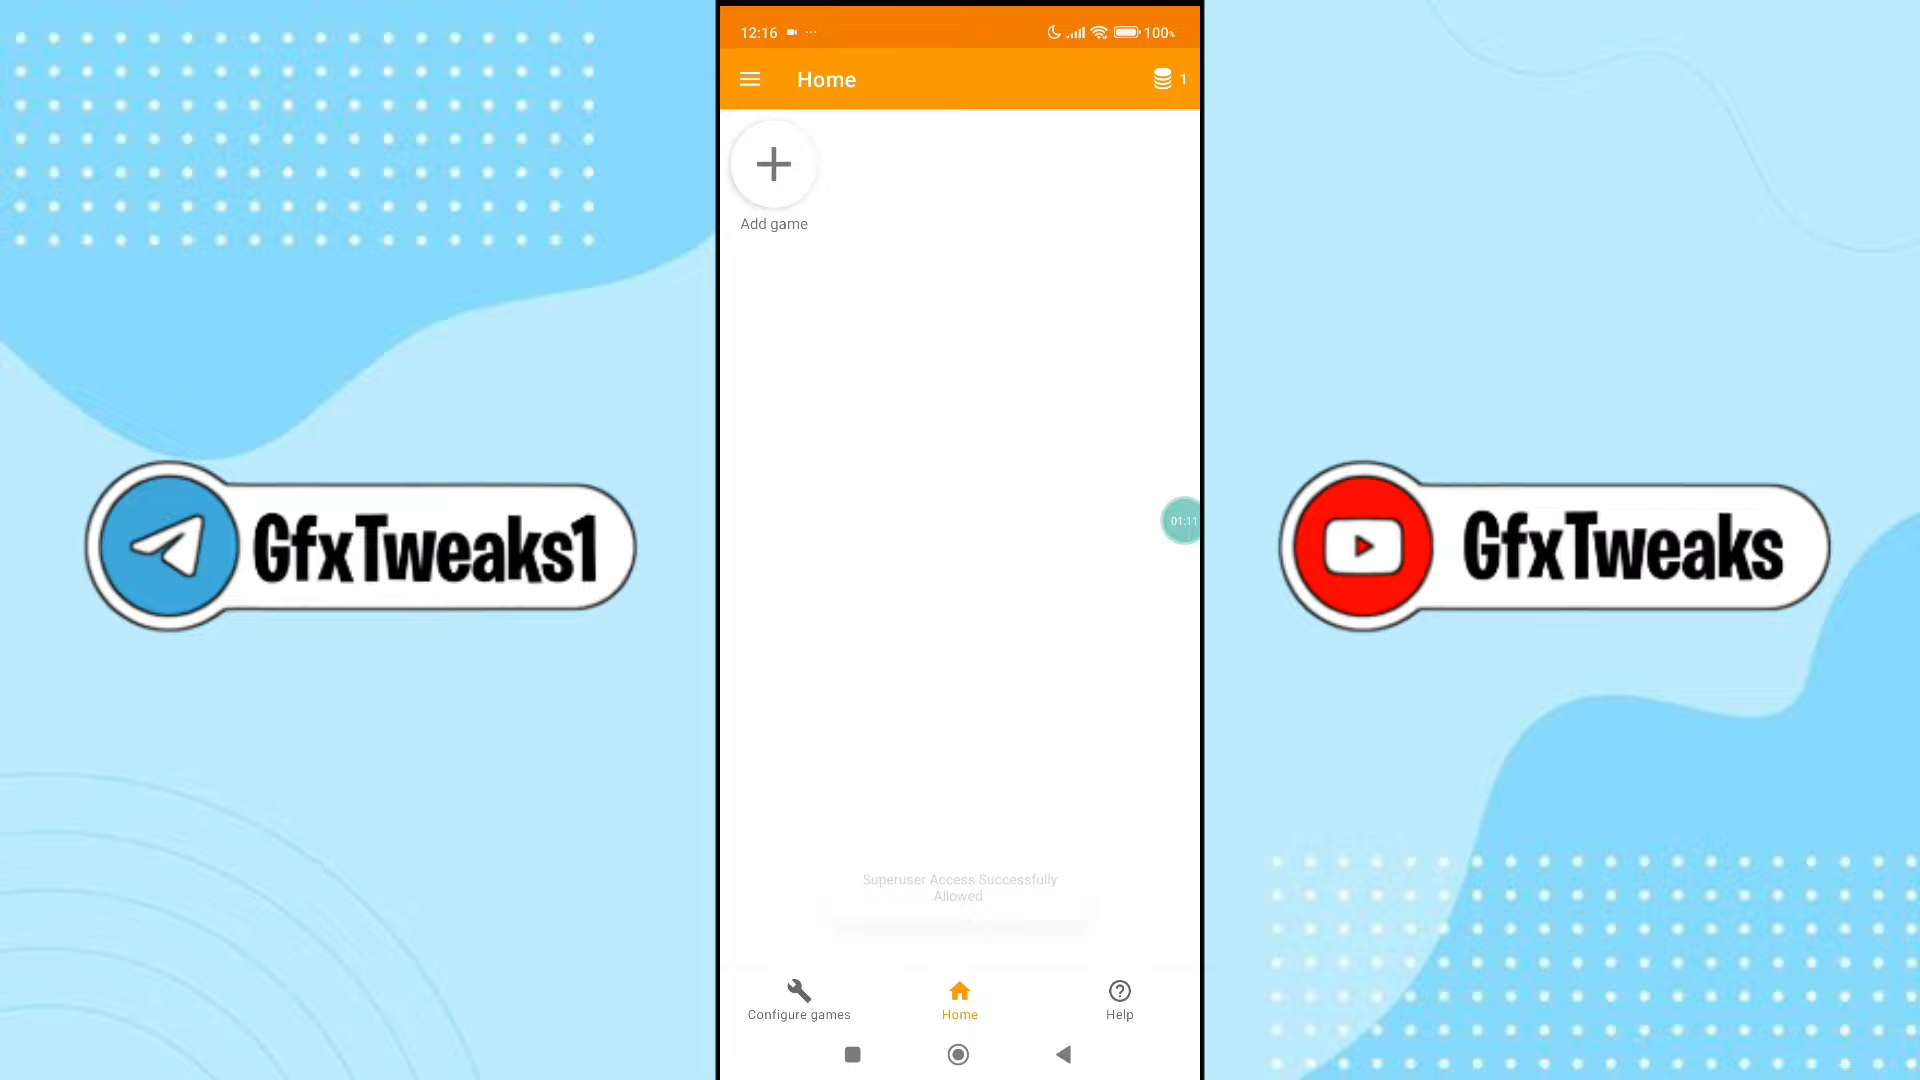 12:16
100%
Home
1
Add game
01:11
GfxTweaks1
GfxTweaks
Superuser Access Successfully
Allowed
Configure games
Home
Help